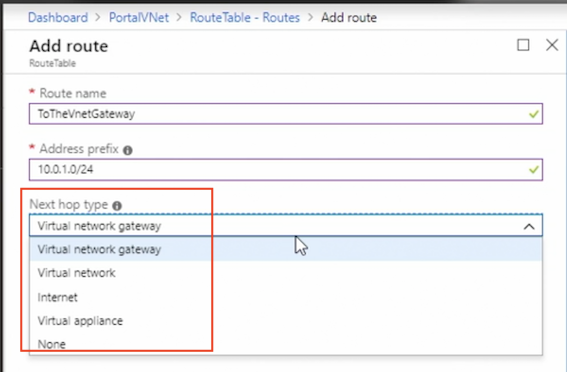 Dashboard > PortalVNet > RouteTable - Routes > Add route
Add route
RouteTable
* Route name
ToTheVnetGateway
* Address prefix
10.0.1.0/24
Next hop type
Virtual network gateway
Virtual network gateway
Virtual network
Internet
Virtual appliance
None